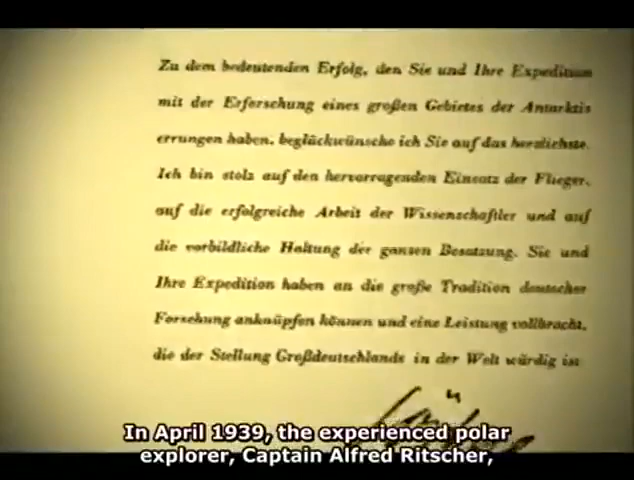 Zu dem bedeutenden Erfolg, den Sie und Ihre Expedition
mit der Erforschung eines großen Gebietes der Antarktis
errungen haben, beglückwünsche ich Sie auf das herzlichste.
Ich bin stolz auf den hervorragenden Einsatz der Flieger,
auf die erfolgreiche Arbeit der Wissenschaftler und auf
die vorbildliche Haltung der ganzen Besatzung. Sie und
Ihre Expedition haben an die große Tradition deutscher
Forschung anknüpfen können und eine Leistung vollbracht,
die der Stellung Großdeutschlands in der Welt würdig ist
In April 1939, the experienced polar
explorer, Captain Alfred Ritscher,